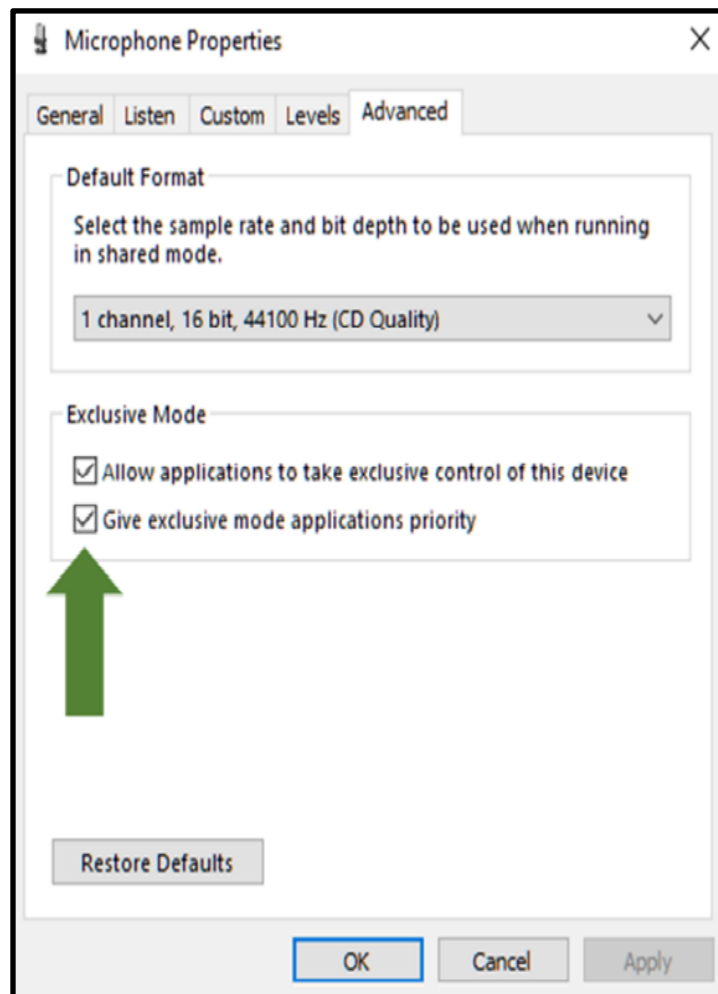 Microphone Properties
General Listen Custom Levels Advanced
Default Format
Select the sample rate and bit depth to be used when running
in shared mode.
1 channel, 16 bit, 44100 Hz (CD Quality)
Exclusive Mode
Allow applications to take exclusive control of this device
Give exclusive mode applications priority
Restore Defaults
OK Cancel Apply